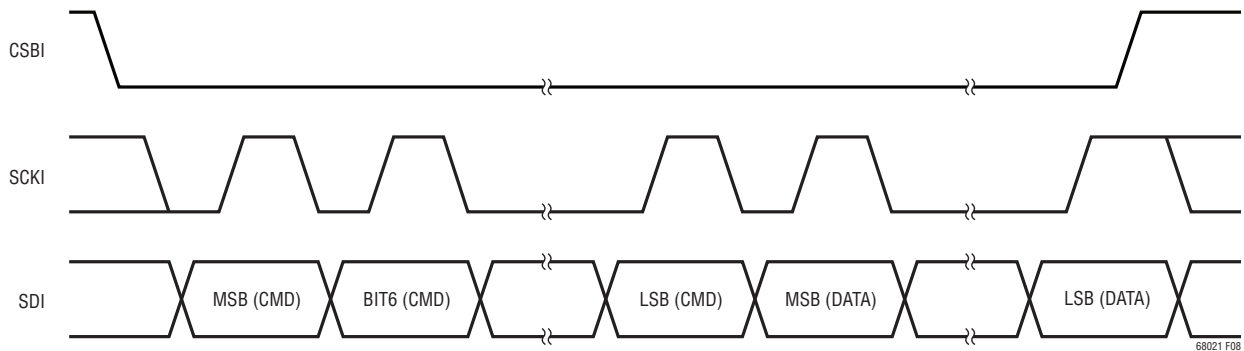 CSBI
SCKI
SDI
MSB (CMD)
BIT6 (CMD)
LSB (CMD)
MSB (DATA)
LSB (DATA)
68021 F08